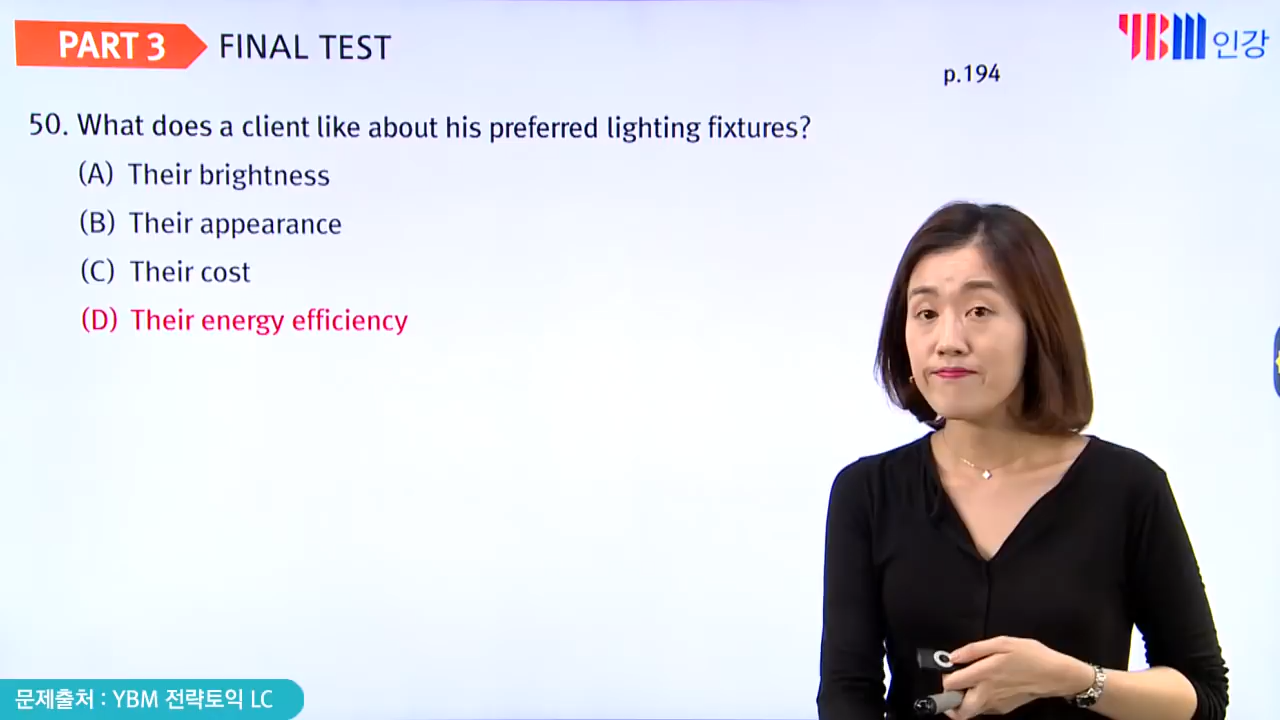 PART 3
FINAL TEST
YBM 인강
p.194
50. What does a client like about his preferred lighting fixtures?
(A) Their brightness
(B) Their appearance
(C) Their cost
(D) Their energy efficiency
문제출처 : YBM 전략토익 LC